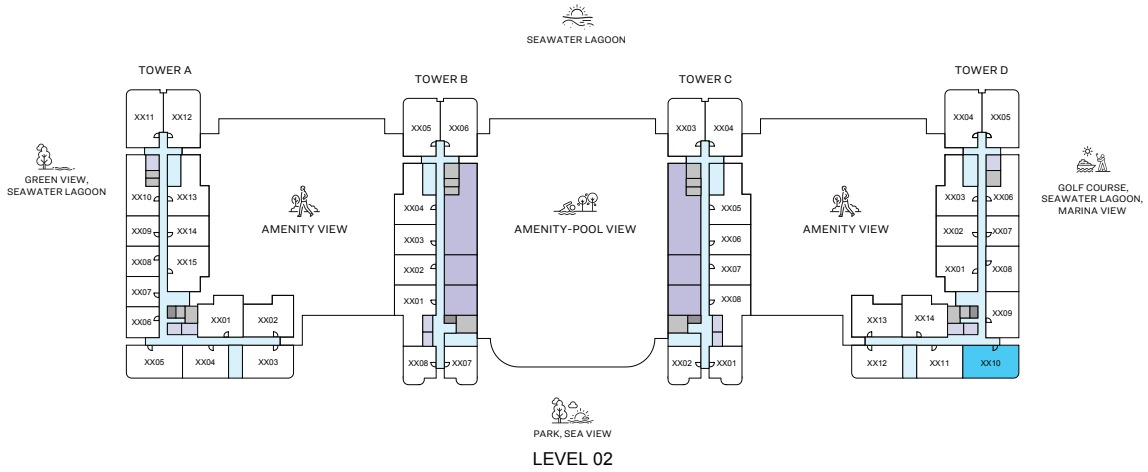 SEAWATER LAGOON
TOWER A
TOWER B
TOWER C
TOWER D
XX11
XX12
XX05
XX06
XX03
XX04
XX04
XX05
GREEN VIEW,
SEAWATER LAGOON
GOLF COURSE,
SEAWATER LAGOON,
MARINA VIEW
XX10
XX13
XX04
XX05
XX03
XX06
AMENITY VIEW
AMENITY-POOL VIEW
AMENITY VIEW
XX09
XX14
XX03
XX06
XX02
XX07
XX08
XX15
XX02
XX07
XX01
XX08
XX07
XX01
XX08
XX06
XX01
XX02
XX13
XX14
XX09
XX05
XX04
XX03
XX08
XX07
XX02
XX01
XX12
XX11
XX10
PARK, SEA VIEW
LEVEL 02